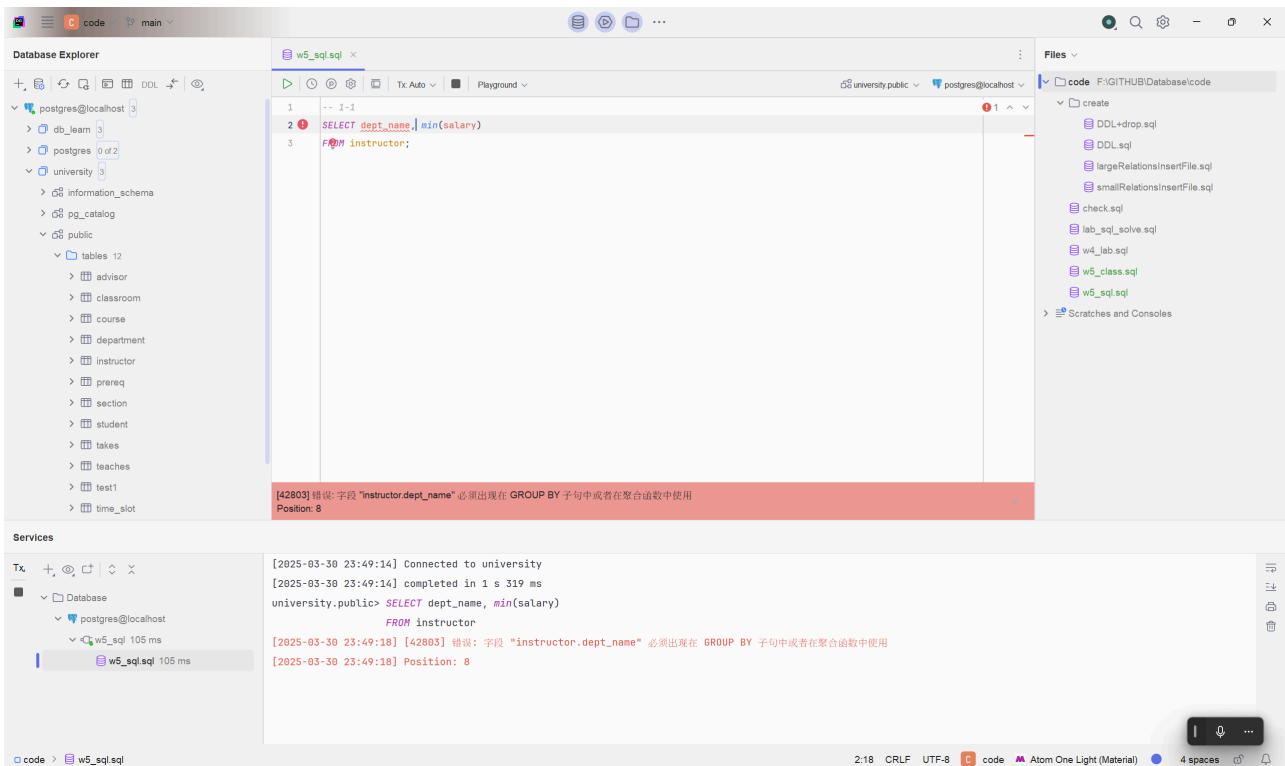 C code main
Database Explorer
DDL
postgres@localhost 3
db_learn 3
postgres 0 of 2
university 3
information_schema
pg_catalog
public
tables 12
advisor
classroom
course
department
instructor
prereq
section
student
takes
teaches
test1
time_slot
w5_sql.sql
Tx: Auto Playground university.public postgres@localhost
1 -- 1-1
2 SELECT dept_name, min(salary)
3 FROM instructor;
1
[42803] 错误: 字段 "instructor.dept_name" 必须出现在 GROUP BY 子句中或者在聚合函数中使用
Position: 8
Files
code F:\GITHUB\Database\code
create
DDL+drop.sql
DDL.sql
largeRelationsInsertFile.sql
smallRelationsInsertFile.sql
check.sql
lab_sql_solve.sql
w4_lab.sql
w5_class.sql
w5_sql.sql
Scratches and Consoles
Services
Tx
Database
postgres@localhost
w5_sql 105 ms
w5_sql.sql 105 ms
[2025-03-30 23:49:14] Connected to university
[2025-03-30 23:49:14] completed in 1 s 319 ms
university.public> SELECT dept_name, min(salary)
FROM instructor
[2025-03-30 23:49:18] [42803] 错误: 字段 "instructor.dept_name" 必须出现在 GROUP BY 子句中或者在聚合函数中使用
[2025-03-30 23:49:18] Position: 8
code w5_sql.sql 2:18 CRLF UTF-8 C code M Atom One Light (Material) 4 spaces